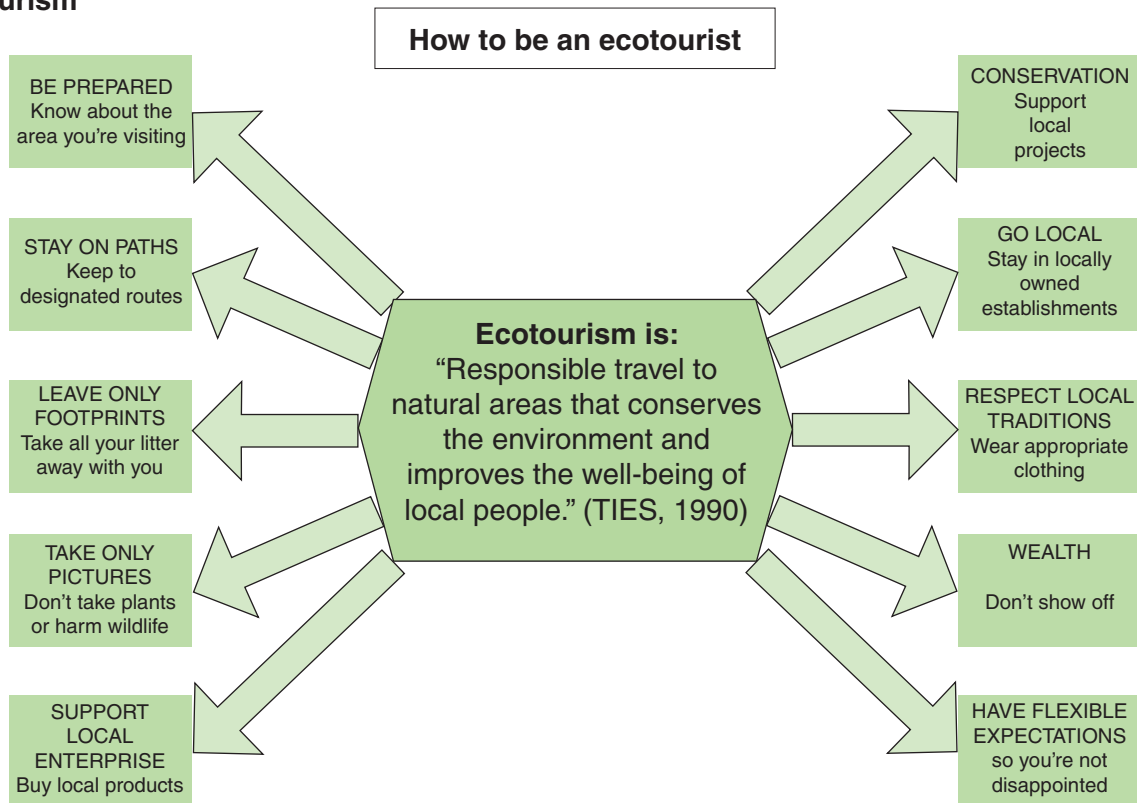 urism
How to be an ecotourist
BE PREPARED
Know about the
area you’re visiting
STAY ON PATHS
Keep to
designated routes
LEAVE ONLY
FOOTPRINTS
Take all your litter
away with you
TAKE ONLY
PICTURES
Don’t take plants
or harm wildlife
SUPPORT
LOCAL
ENTERPRISE
Buy local products
Ecotourism is:
“Responsible travel to
natural areas that conserves
the environment and
improves the well-being of
local people.” (TIES, 1990)
CONSERVATION
Support
local
projects
GO LOCAL
Stay in locally
owned
establishments
RESPECT LOCAL
TRADITIONS
Wear appropriate
clothing
WEALTH
Don’t show off
HAVE FLEXIBLE
EXPECTATIONS
so you’re not
disappointed